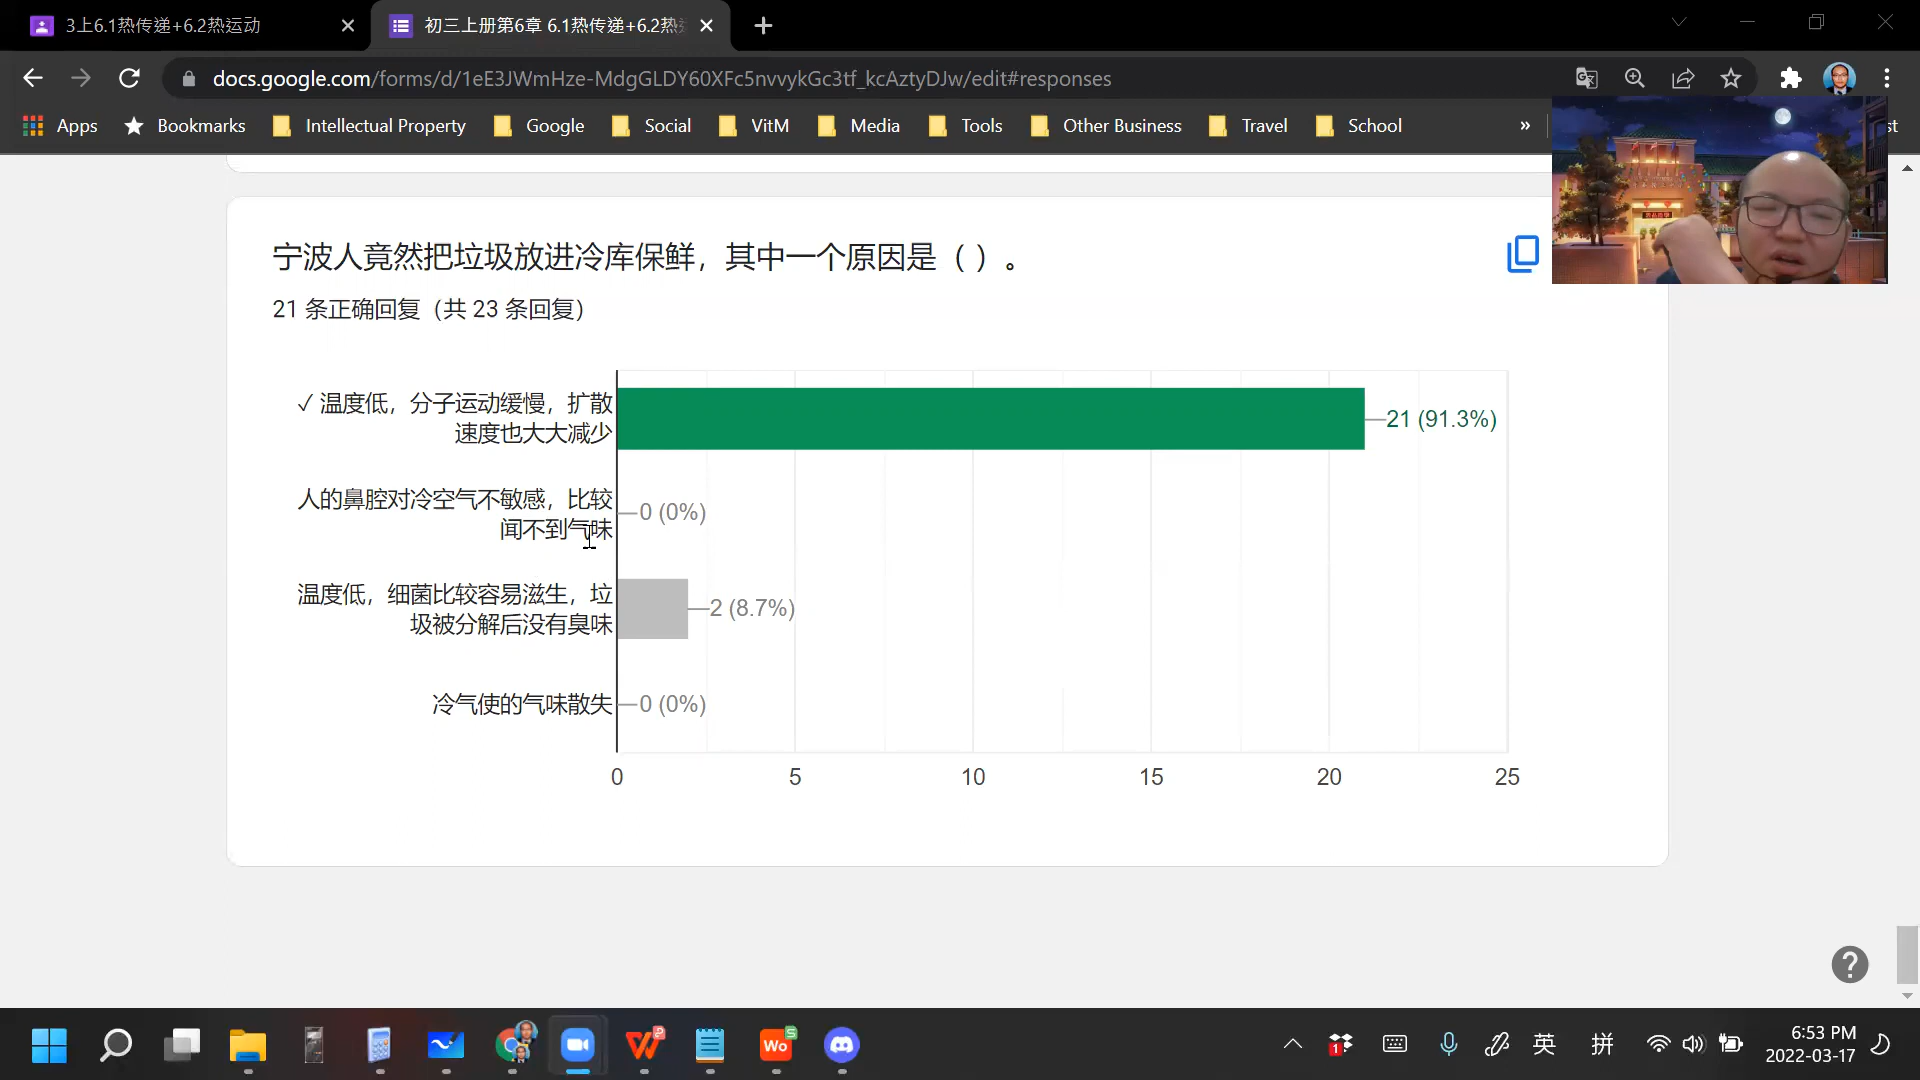 3上6.1热传递+6.2热运动
初三上册第6章 6.1热传递+6.2热
docs.google.com/forms/d/1eE3JWmHze-MdgGLDY60XFc5nvvykGc3tf_kcAztyDJw/edit#responses
Apps
Bookmarks
Intellectual Property
Google
Social
VitM
Media
Tools
Other Business
Travel
School
»
st
宁波人竟然把垃圾放进冷库保鲜，其中一个原因是（ ）。
21 条正确回复（共 23 条回复）
✓ 温度低，分子运动缓慢，扩散
速度也大大减少
21 (91.3%)
人的鼻腔对冷空气不敏感，比较
闻不到气味
0 (0%)
温度低，细菌比较容易滋生，垃
圾被分解后没有臭味
2 (8.7%)
冷气使的气味散失
0 (0%)
0 5 10 15 20 25
Wo
S
P
1
英
拼
6:53 PM
2022-03-17